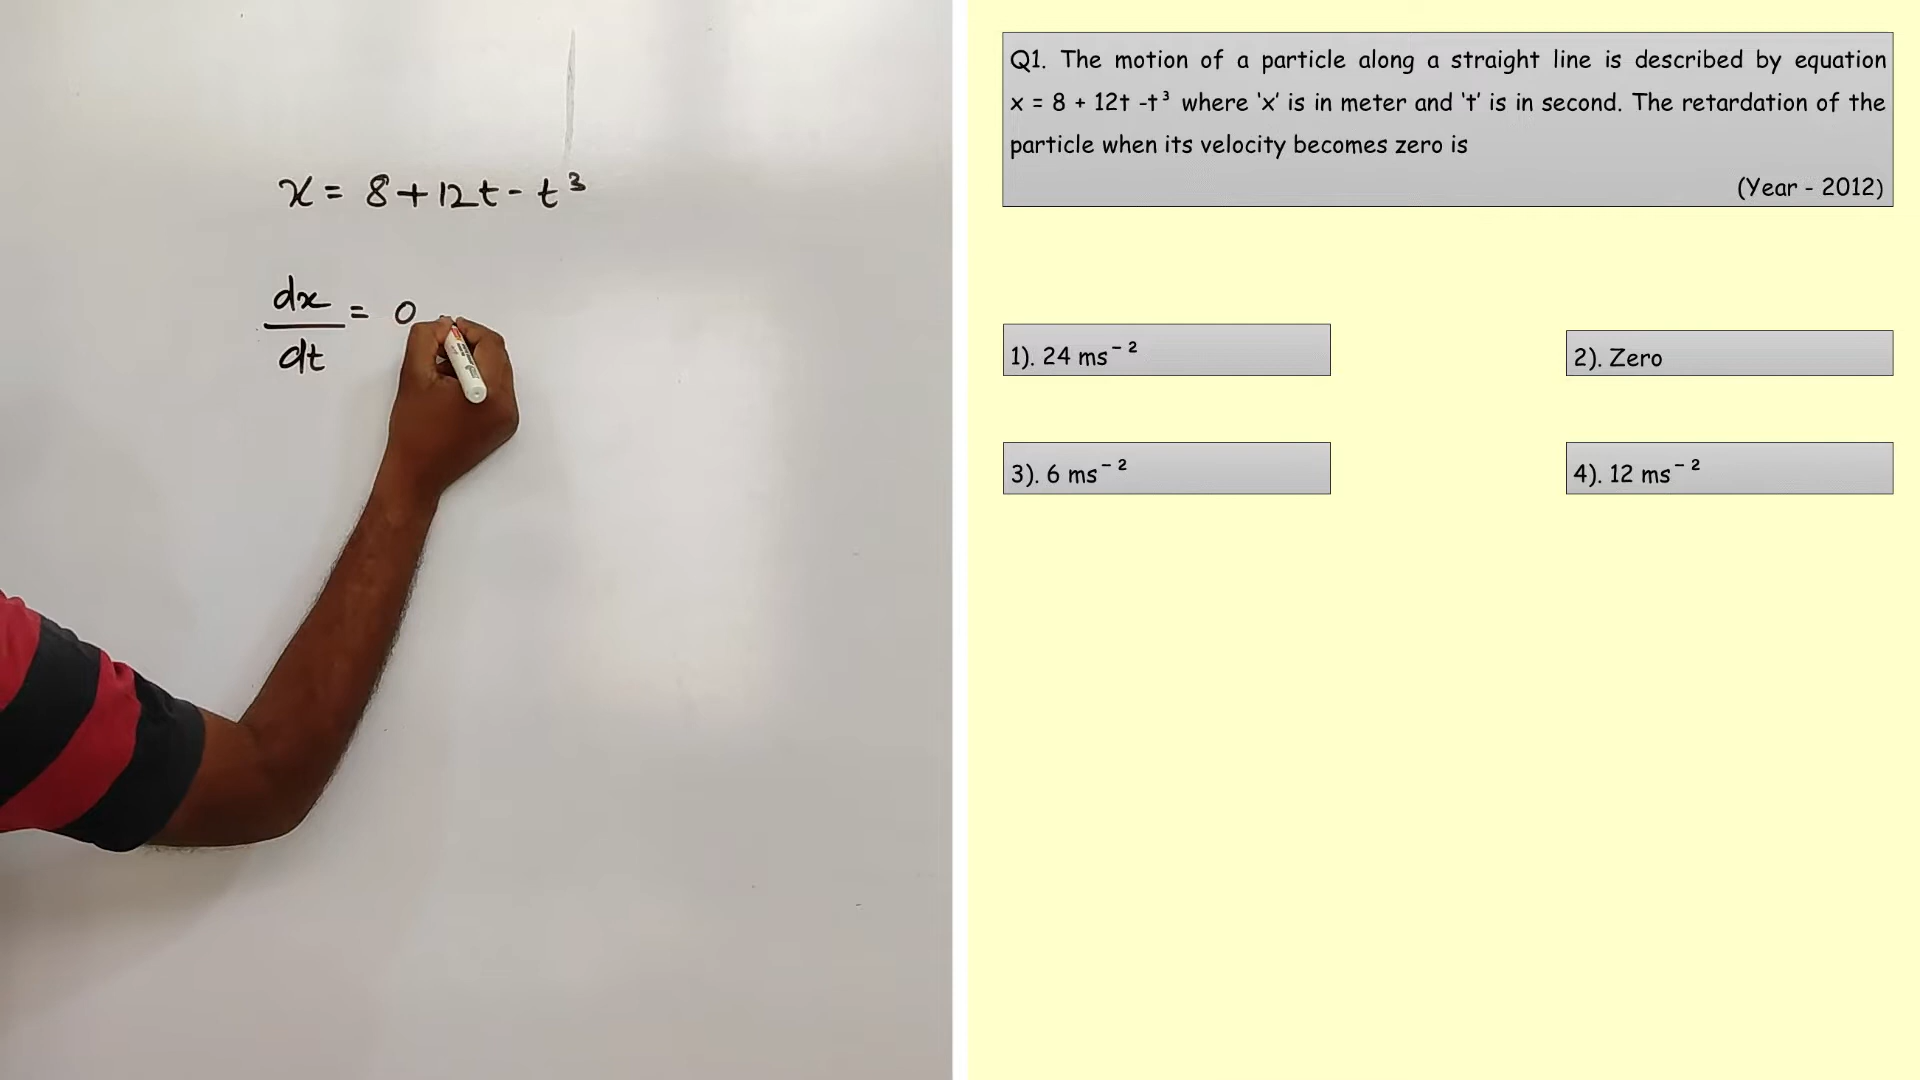 x = 8 + 12t - t³
dx
dt
= 0
Q1. The motion of a particle along a straight line is described by equation
x = 8 + 12t -t³ where ‘x’ is in meter and ‘t’ is in second. The retardation of the
particle when its velocity becomes zero is
(Year - 2012)
1). 24 ms⁻²
2). Zero
3). 6 ms⁻²
4). 12 ms⁻²